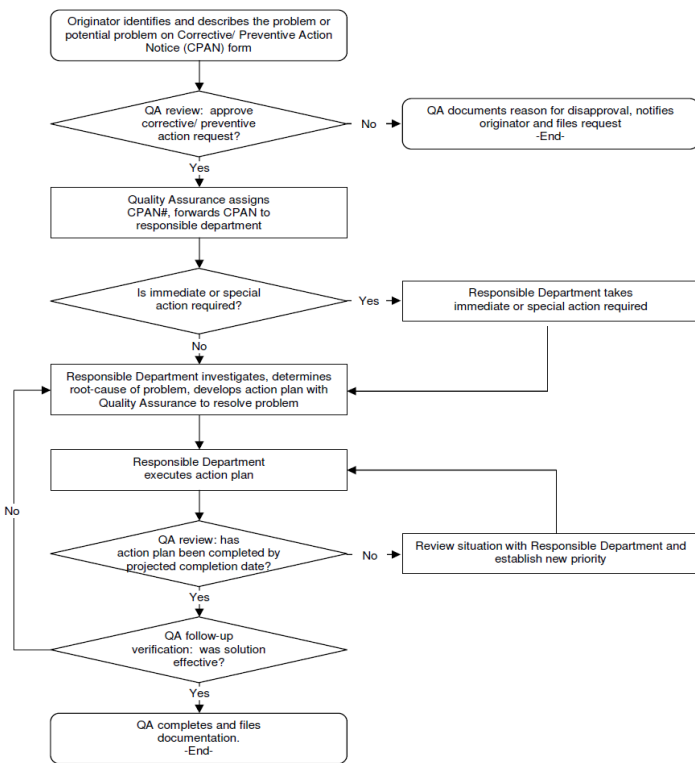 Originator identifies and describes the problem or
potential problem on Corrective/ Preventive Action
Notice (CPAN) form
QA review:  approve
corrective/ preventive
action request?
No
QA documents reason for disapproval, notifies
originator and files request
-End-
Yes
Quality Assurance assigns
CPAN#, forwards CPAN to
responsible department
Is immediate or special
action required?
Yes
Responsible Department takes
immediate or special action required
No
Responsible Department investigates, determines
root-cause of problem, develops action plan with
Quality Assurance to resolve problem
Responsible Department
executes action plan
No
QA review: has
action plan been completed by
projected completion date?
No
Review situation with Responsible Department and
establish new priority
Yes
QA follow-up
verification:  was solution
effective?
Yes
QA completes and files
documentation.
-End-